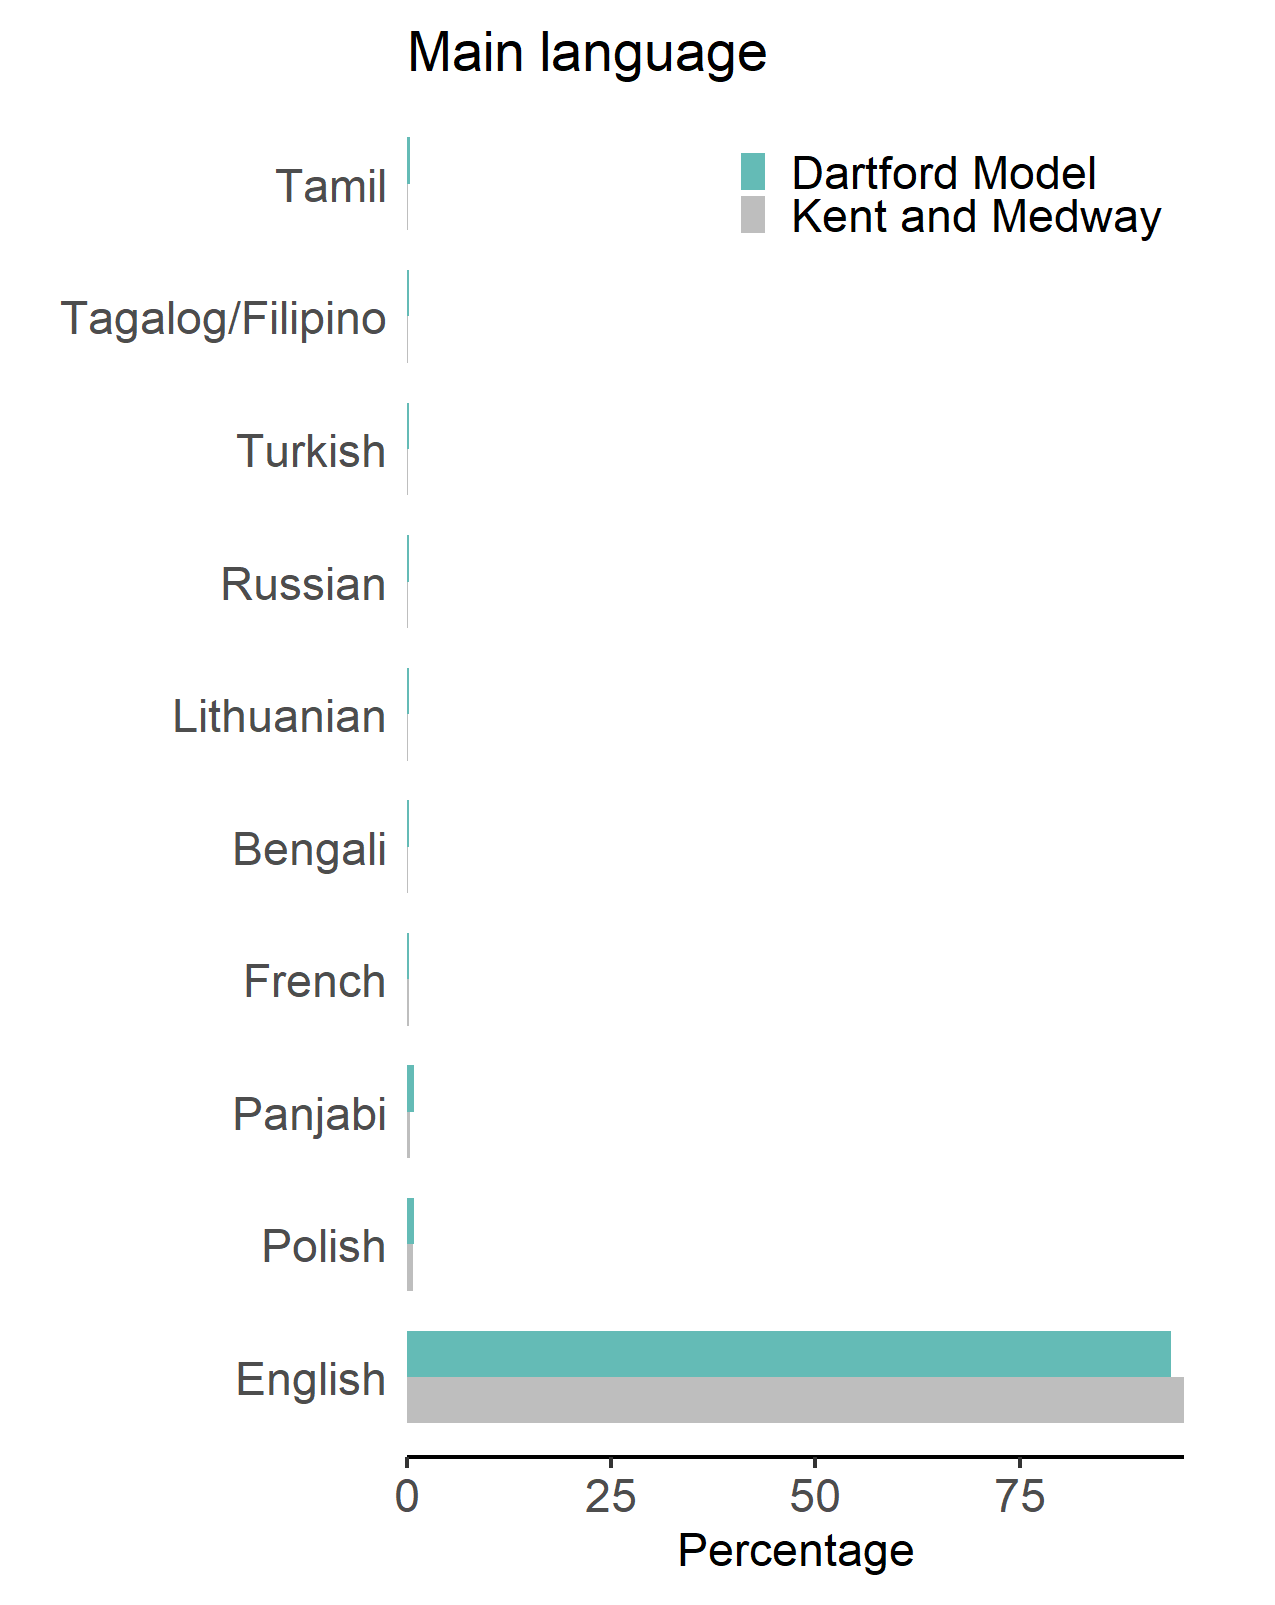 Main language
Dartford Model
Kent and Medway
Tamil
Tagalog/Filipino
Turkish
Russian
Lithuanian
Bengali
French
Panjabi
Polish
English
0 25 50 75
Percentage